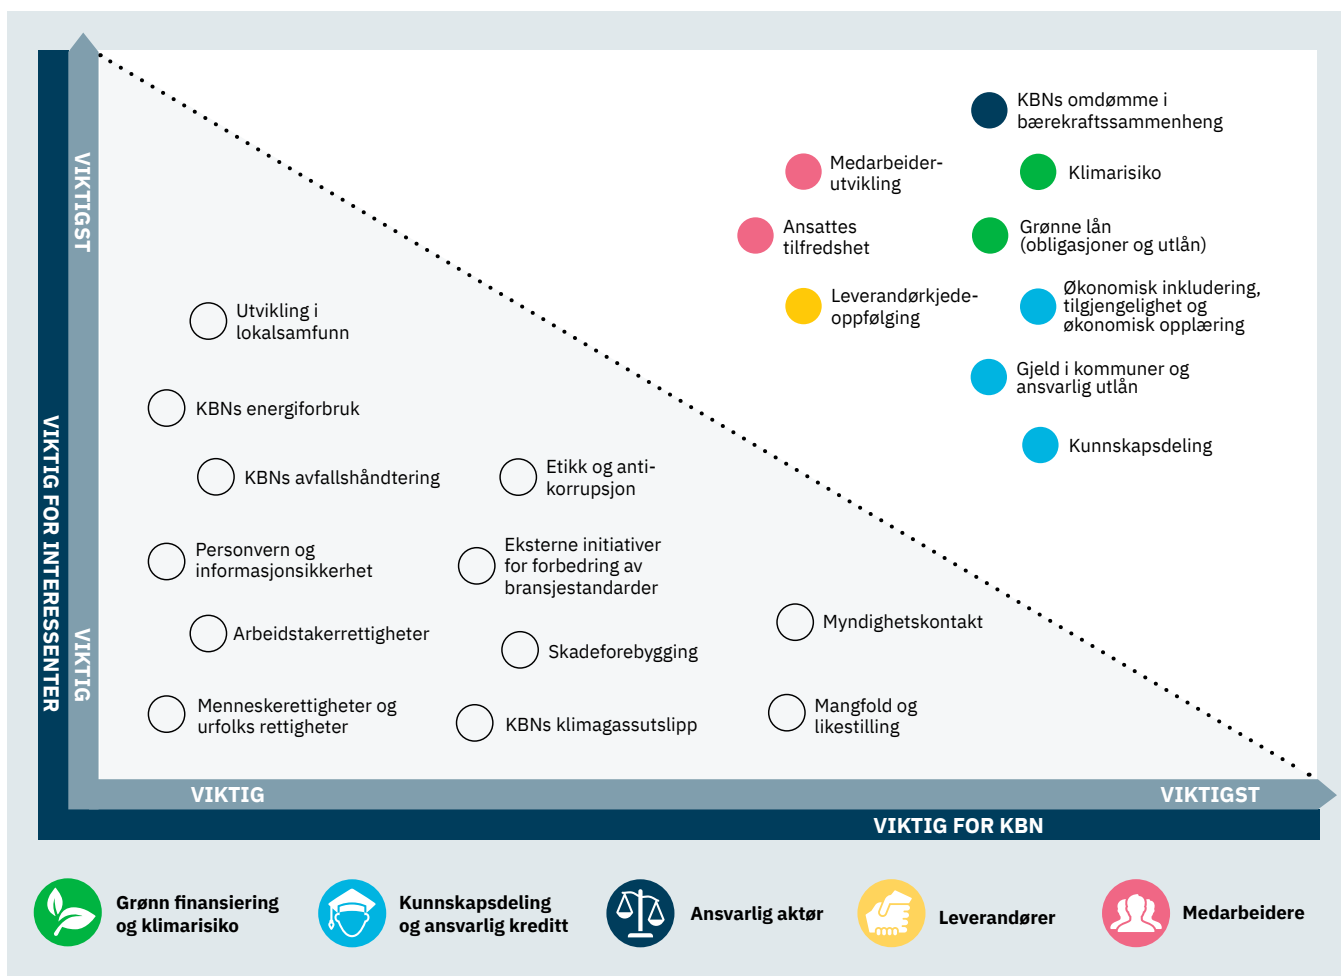 KBNs omdømme i
bærekraftssammenheng
Medarbeider-
utvikling
Klimarisiko
Ansattes
tilfredshet
Grønne lån
(obligasjoner og utlån)
Leverandørkjede-
oppfølging
Økonomisk inkludering,
tilgjengelighet og
økonomisk opplæring
Utvikling i
lokalsamfunn
Gjeld i kommuner og
ansvarlig utlån
KBNs energiforbruk
Kunnskapsdeling
KBNs avfallshåndtering
Etikk og anti-
korrupsjon
Personvern og
informasjonsikkerhet
Eksterne initiativer
for forbedring av
bransjestandarder
Arbeidstakerrettigheter
Skadeforebygging
Myndighetskontakt
Menneskerettigheter og
urfolks rettigheter
KBNs klimagassutslipp
Mangfold og
likestilling
VIKTIGST
VIKTIG
VIKTIG FOR INTERESSENTER
VIKTIG
VIKTIGST
VIKTIG FOR KBN
Grønn finansiering
og klimarisiko
Kunnskapsdeling
og ansvarlig kreditt
Ansvarlig aktør
Leverandører
Medarbeidere